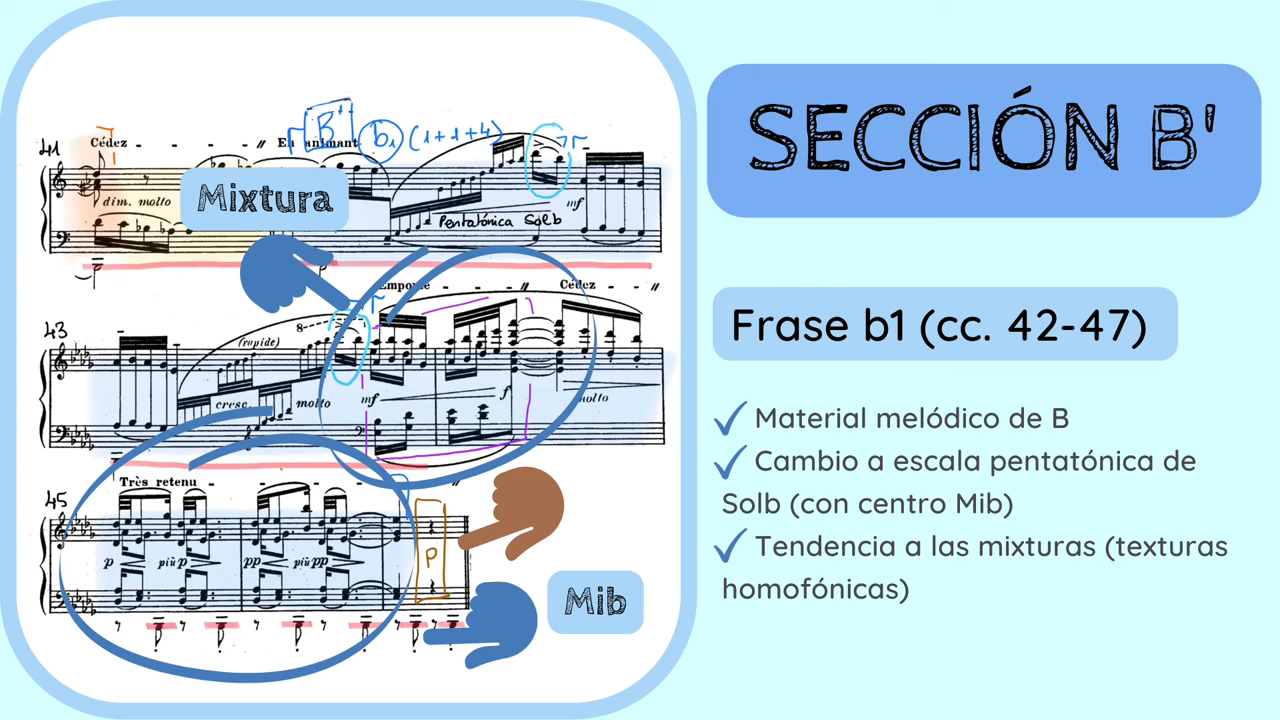 B' b1 (1+1+4)
41 Cédez - - - // En animant
dim. molto
Mixtura
mf
Pentatónica Solb
p
Emporté - - // Cédez - - //
43
8
(rapide)
cresc. molto mf f molto
Très retenu - - - - //
45
p più p pp più pp P
Mib
SECCIÓN B'
Frase b1 (cc. 42-47)
✓ Material melódico de B
✓ Cambio a escala pentatónica de
Solb (con centro Mib)
✓ Tendencia a las mixturas (texturas
homofónicas)